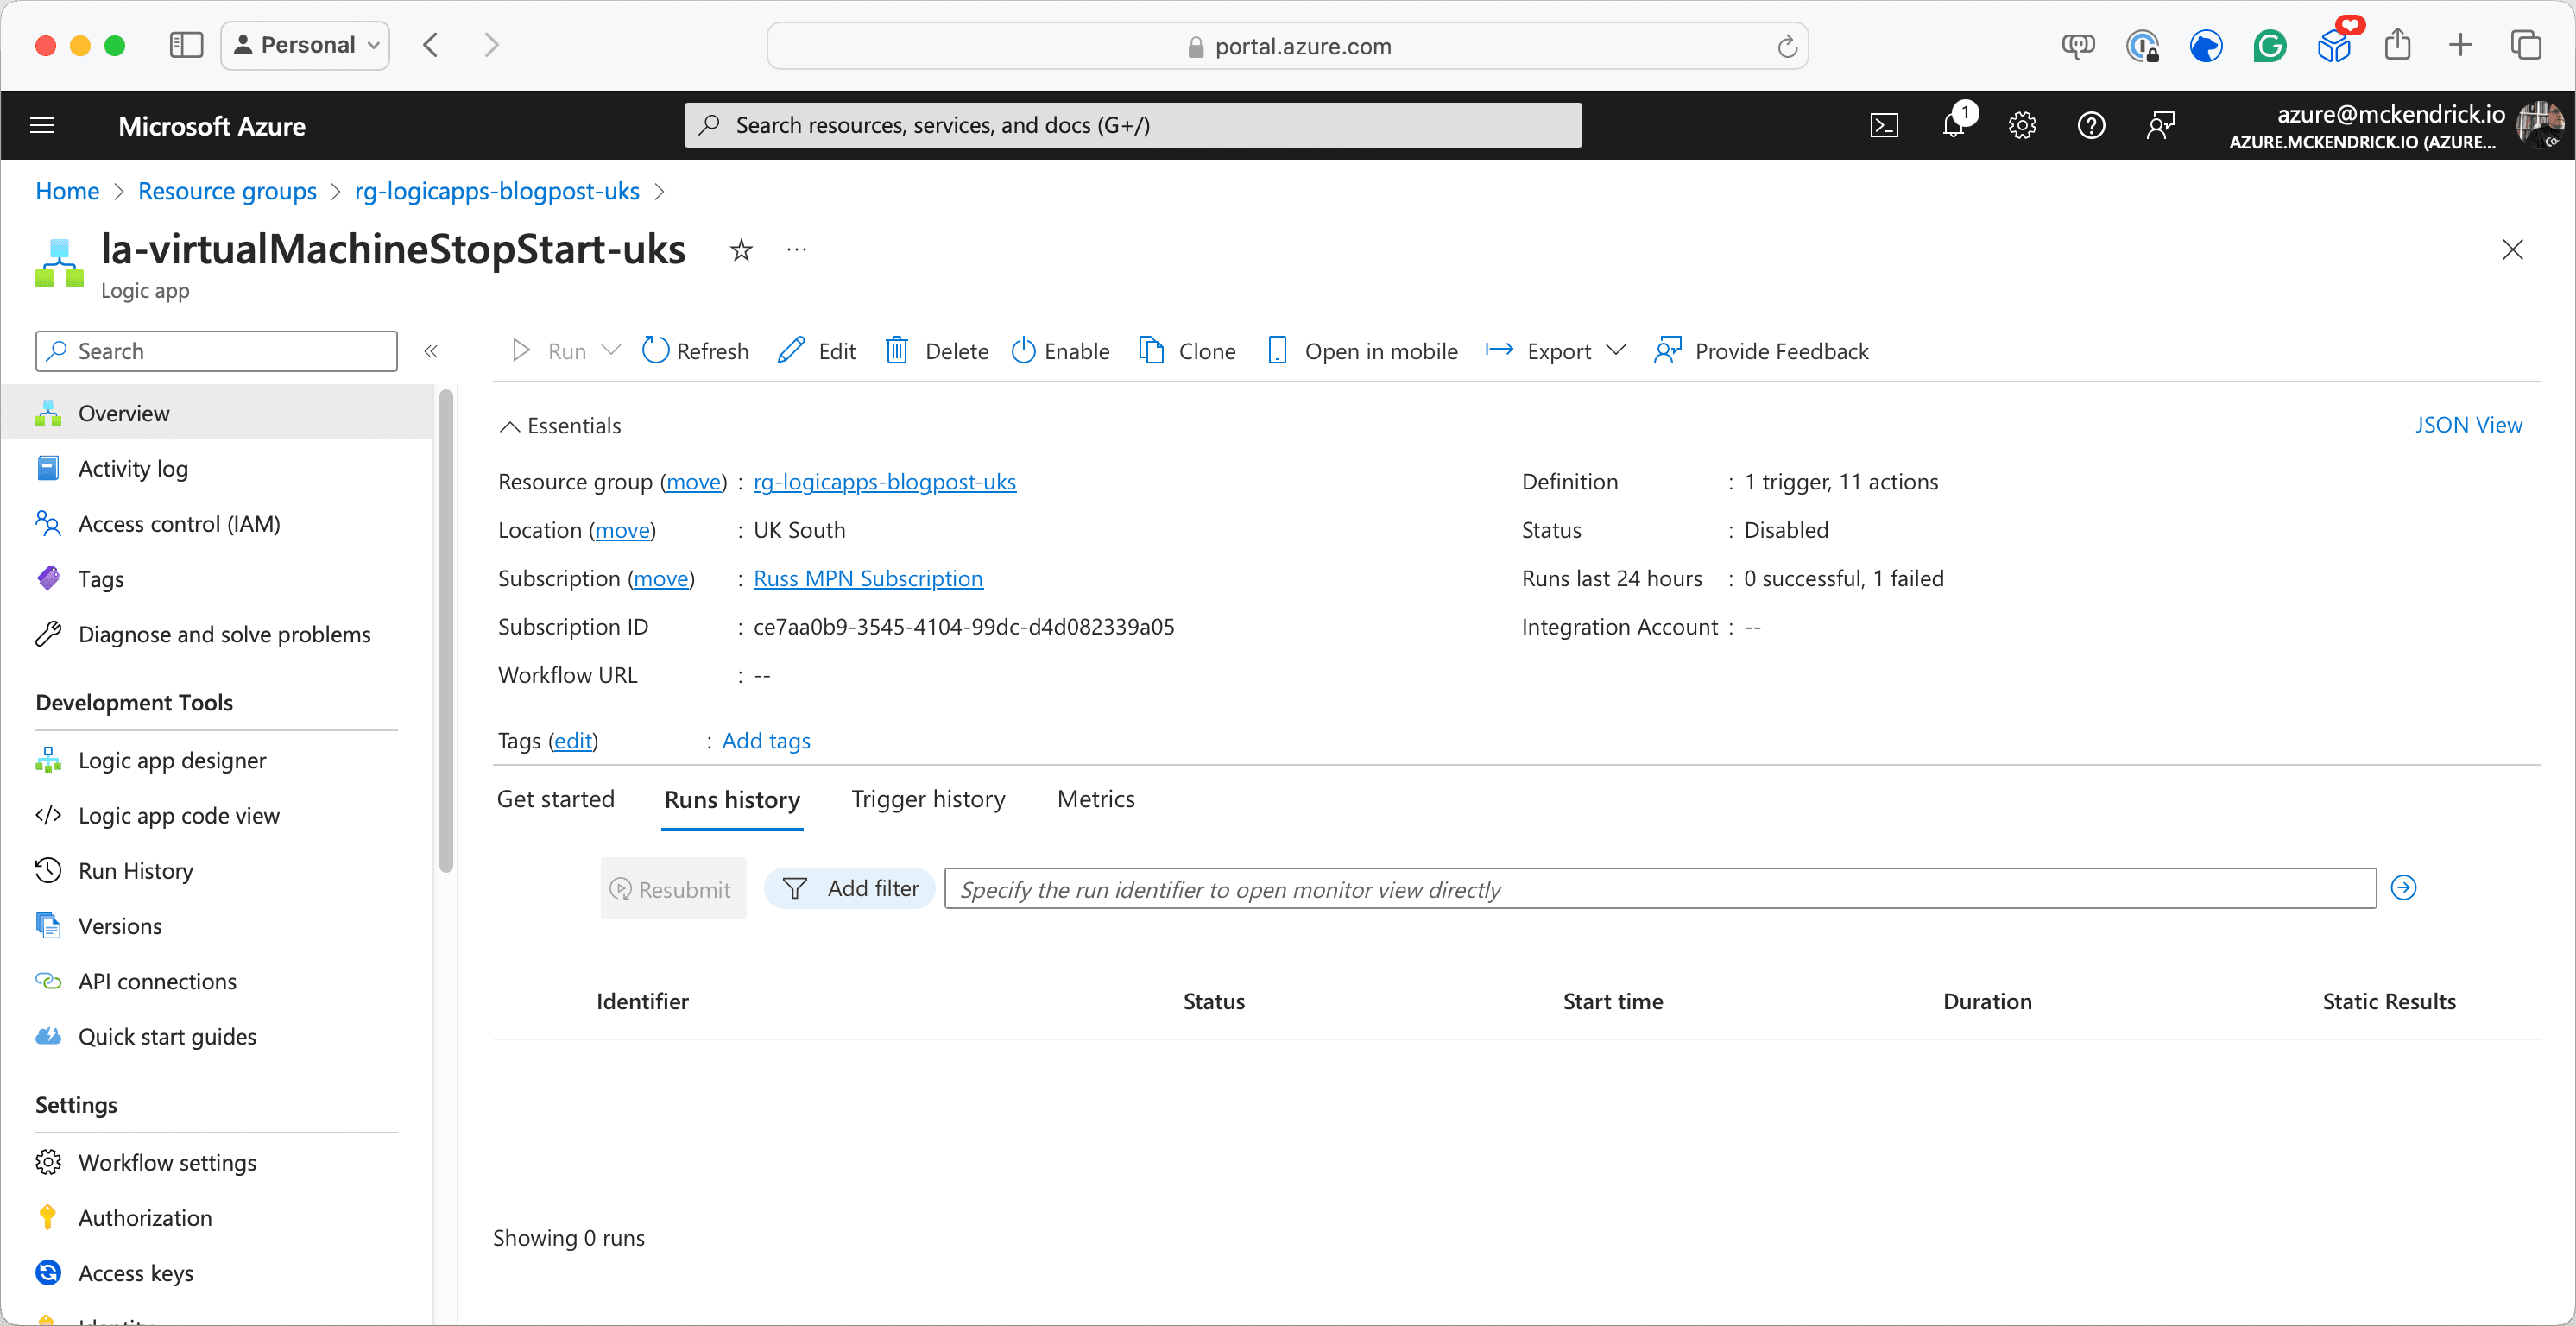 Personal
portal.azure.com
Microsoft Azure
Search resources, services, and docs (G+/)
1
azure@mckendrick.io
AZURE.MCKENDRICK.IO (AZURE...
Home > Resource groups > rg-logicapps-blogpost-uks >
la-virtualMachineStopStart-uks
Logic app
Search
Run Refresh Edit Delete Enable Clone Open in mobile Export Provide Feedback
Overview
Activity log
Access control (IAM)
Tags
Diagnose and solve problems
Development Tools
Logic app designer
Logic app code view
Run History
Versions
API connections
Quick start guides
Settings
Workflow settings
Authorization
Access keys
Identity
Essentials
JSON View
Resource group (move) : rg-logicapps-blogpost-uks
Location (move) : UK South
Subscription (move) : Russ MPN Subscription
Subscription ID : ce7aa0b9-3545-4104-99dc-d4d082339a05
Workflow URL : --
Definition : 1 trigger, 11 actions
Status : Disabled
Runs last 24 hours : 0 successful, 1 failed
Integration Account : --
Tags (edit) : Add tags
Get started Runs history Trigger history Metrics
Resubmit Add filter Specify the run identifier to open monitor view directly
Identifier Status Start time Duration Static Results
Showing 0 runs